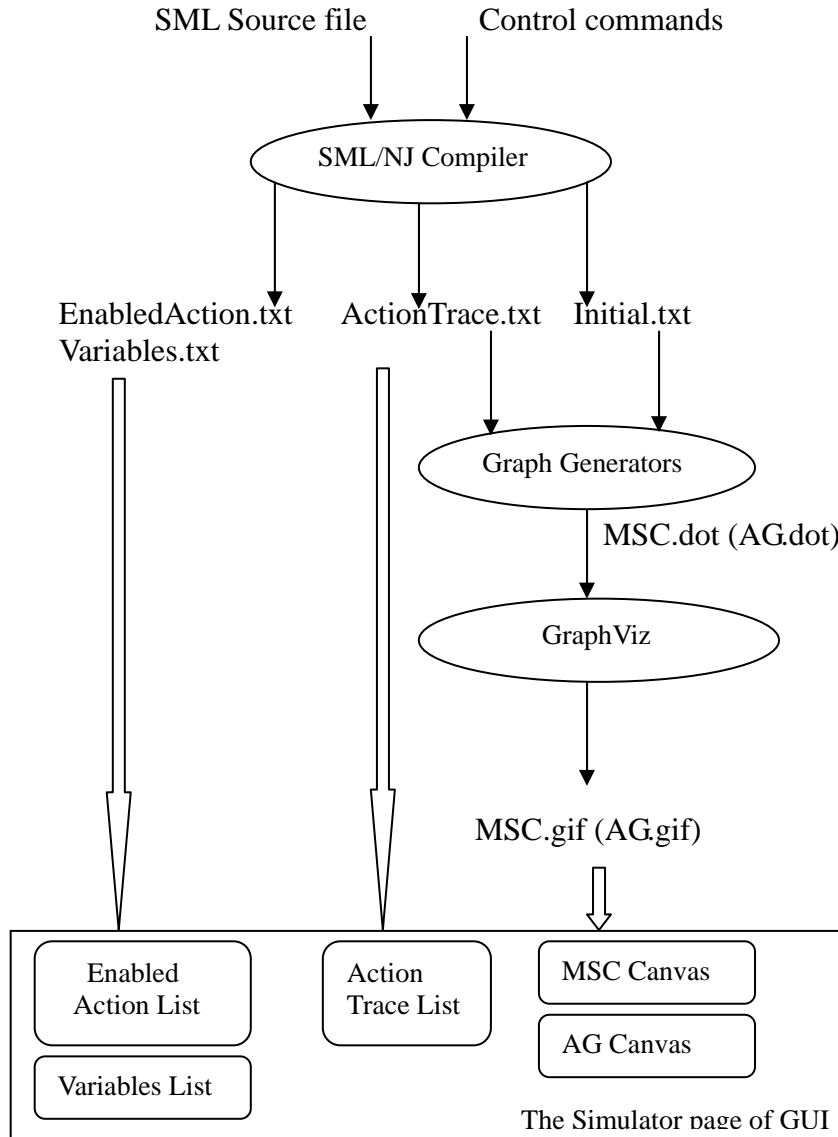 SML Source file
Control commands
SML/NJ Compiler
EnabledAction.txt
Variables.txt
ActionTrace.txt
Initial.txt
Graph Generators
MSC.dot (AG.dot)
GraphViz
MSC.gif (AG.gif)
Enabled
Action List
Variables List
Action
Trace List
MSC Canvas
AG Canvas
The Simulator page of GUI